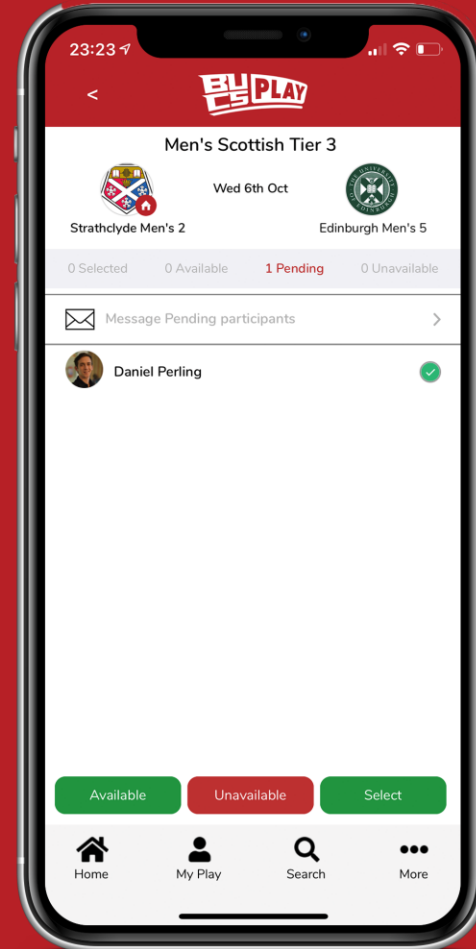 23:23
<
BUCS PLAY
Men's Scottish Tier 3
Wed 6th Oct
Strathclyde Men's 2
Edinburgh Men's 5
0 Selected 0 Available 1 Pending 0 Unavailable
Message Pending participants >
Daniel Perling
Available Unavailable Select
Home My Play Search More